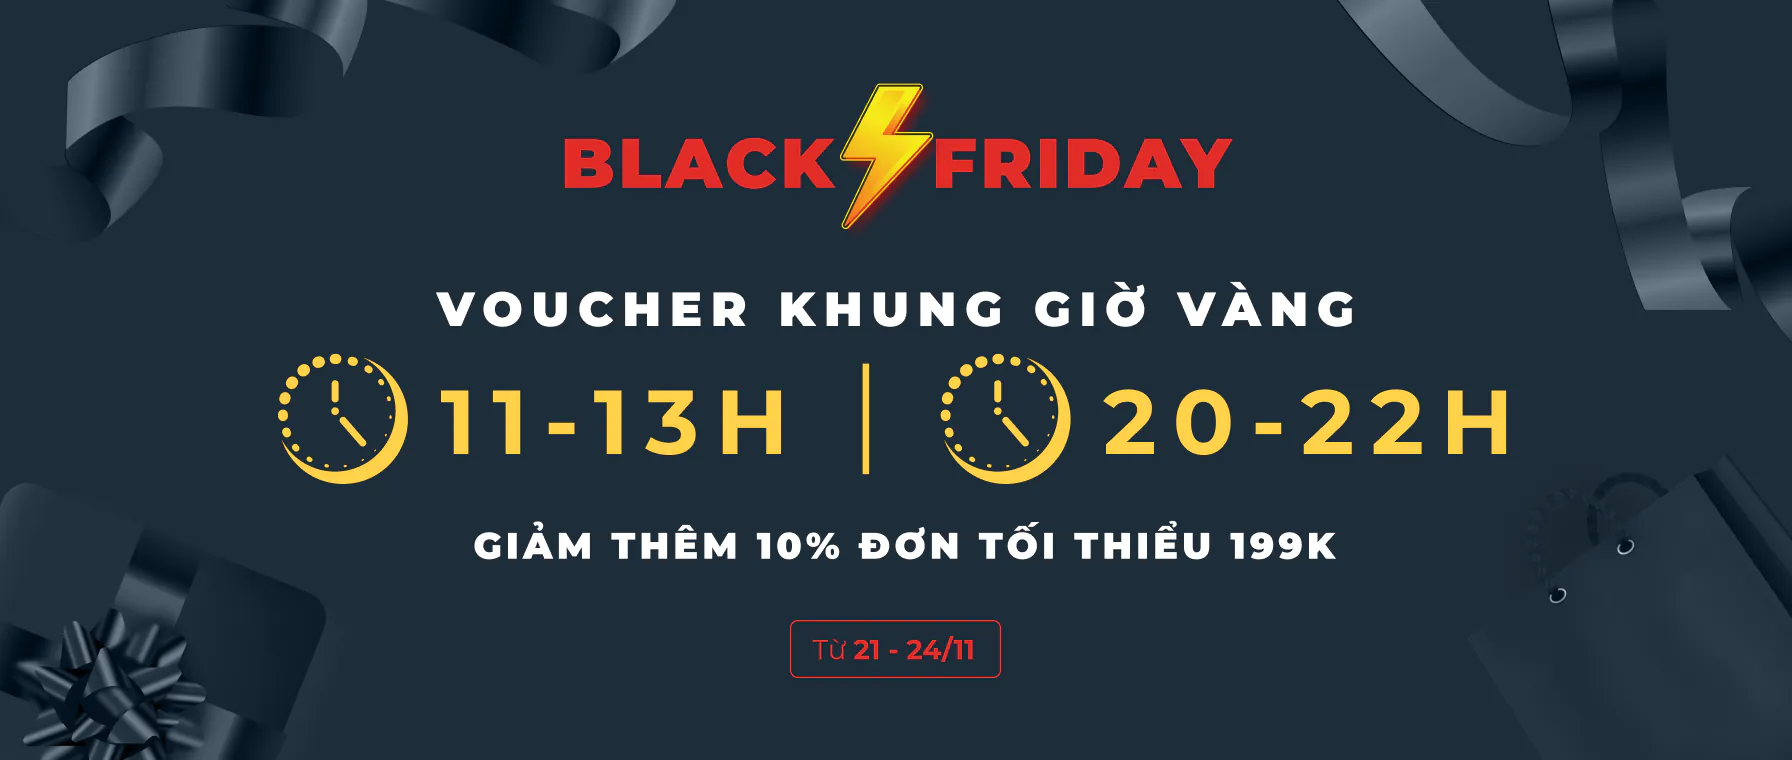 BLACK FRIDAY
VOUCHER KHUNG GIỜ VÀNG
11-13H | 20-22H
GIẢM THÊM 10% ĐƠN TỐI THIỂU 199K
Từ 21 - 24/11